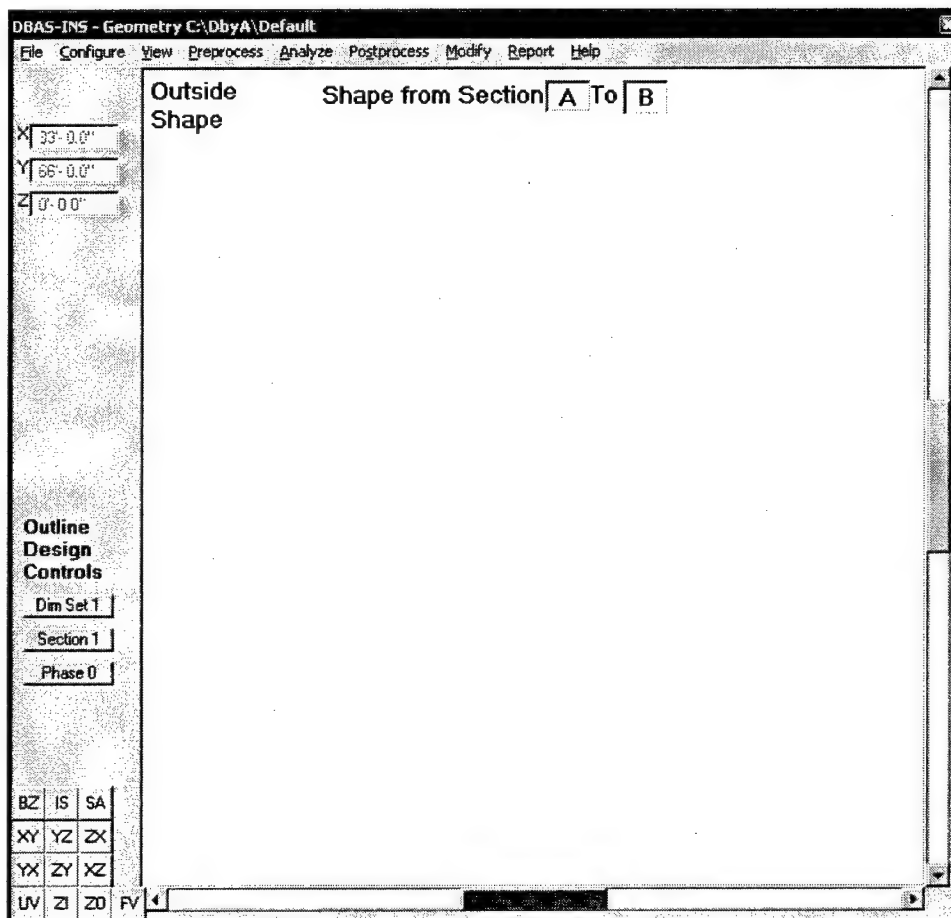 DBAS-INS - Geometry C:\DbyA\Default
File Configure View Preprocess Analyze Postprocess Modify Report Help
Outside Shape from Section A To B
Shape
X 33'- 0.0"
Y 66'- 0.0"
Z 0'- 0.0"
Outline
Design
Controls
Dim Set 1
Section 1
Phase 0
BZ IS SA
XY YZ ZX
YX ZY XZ
UV ZI ZO FV